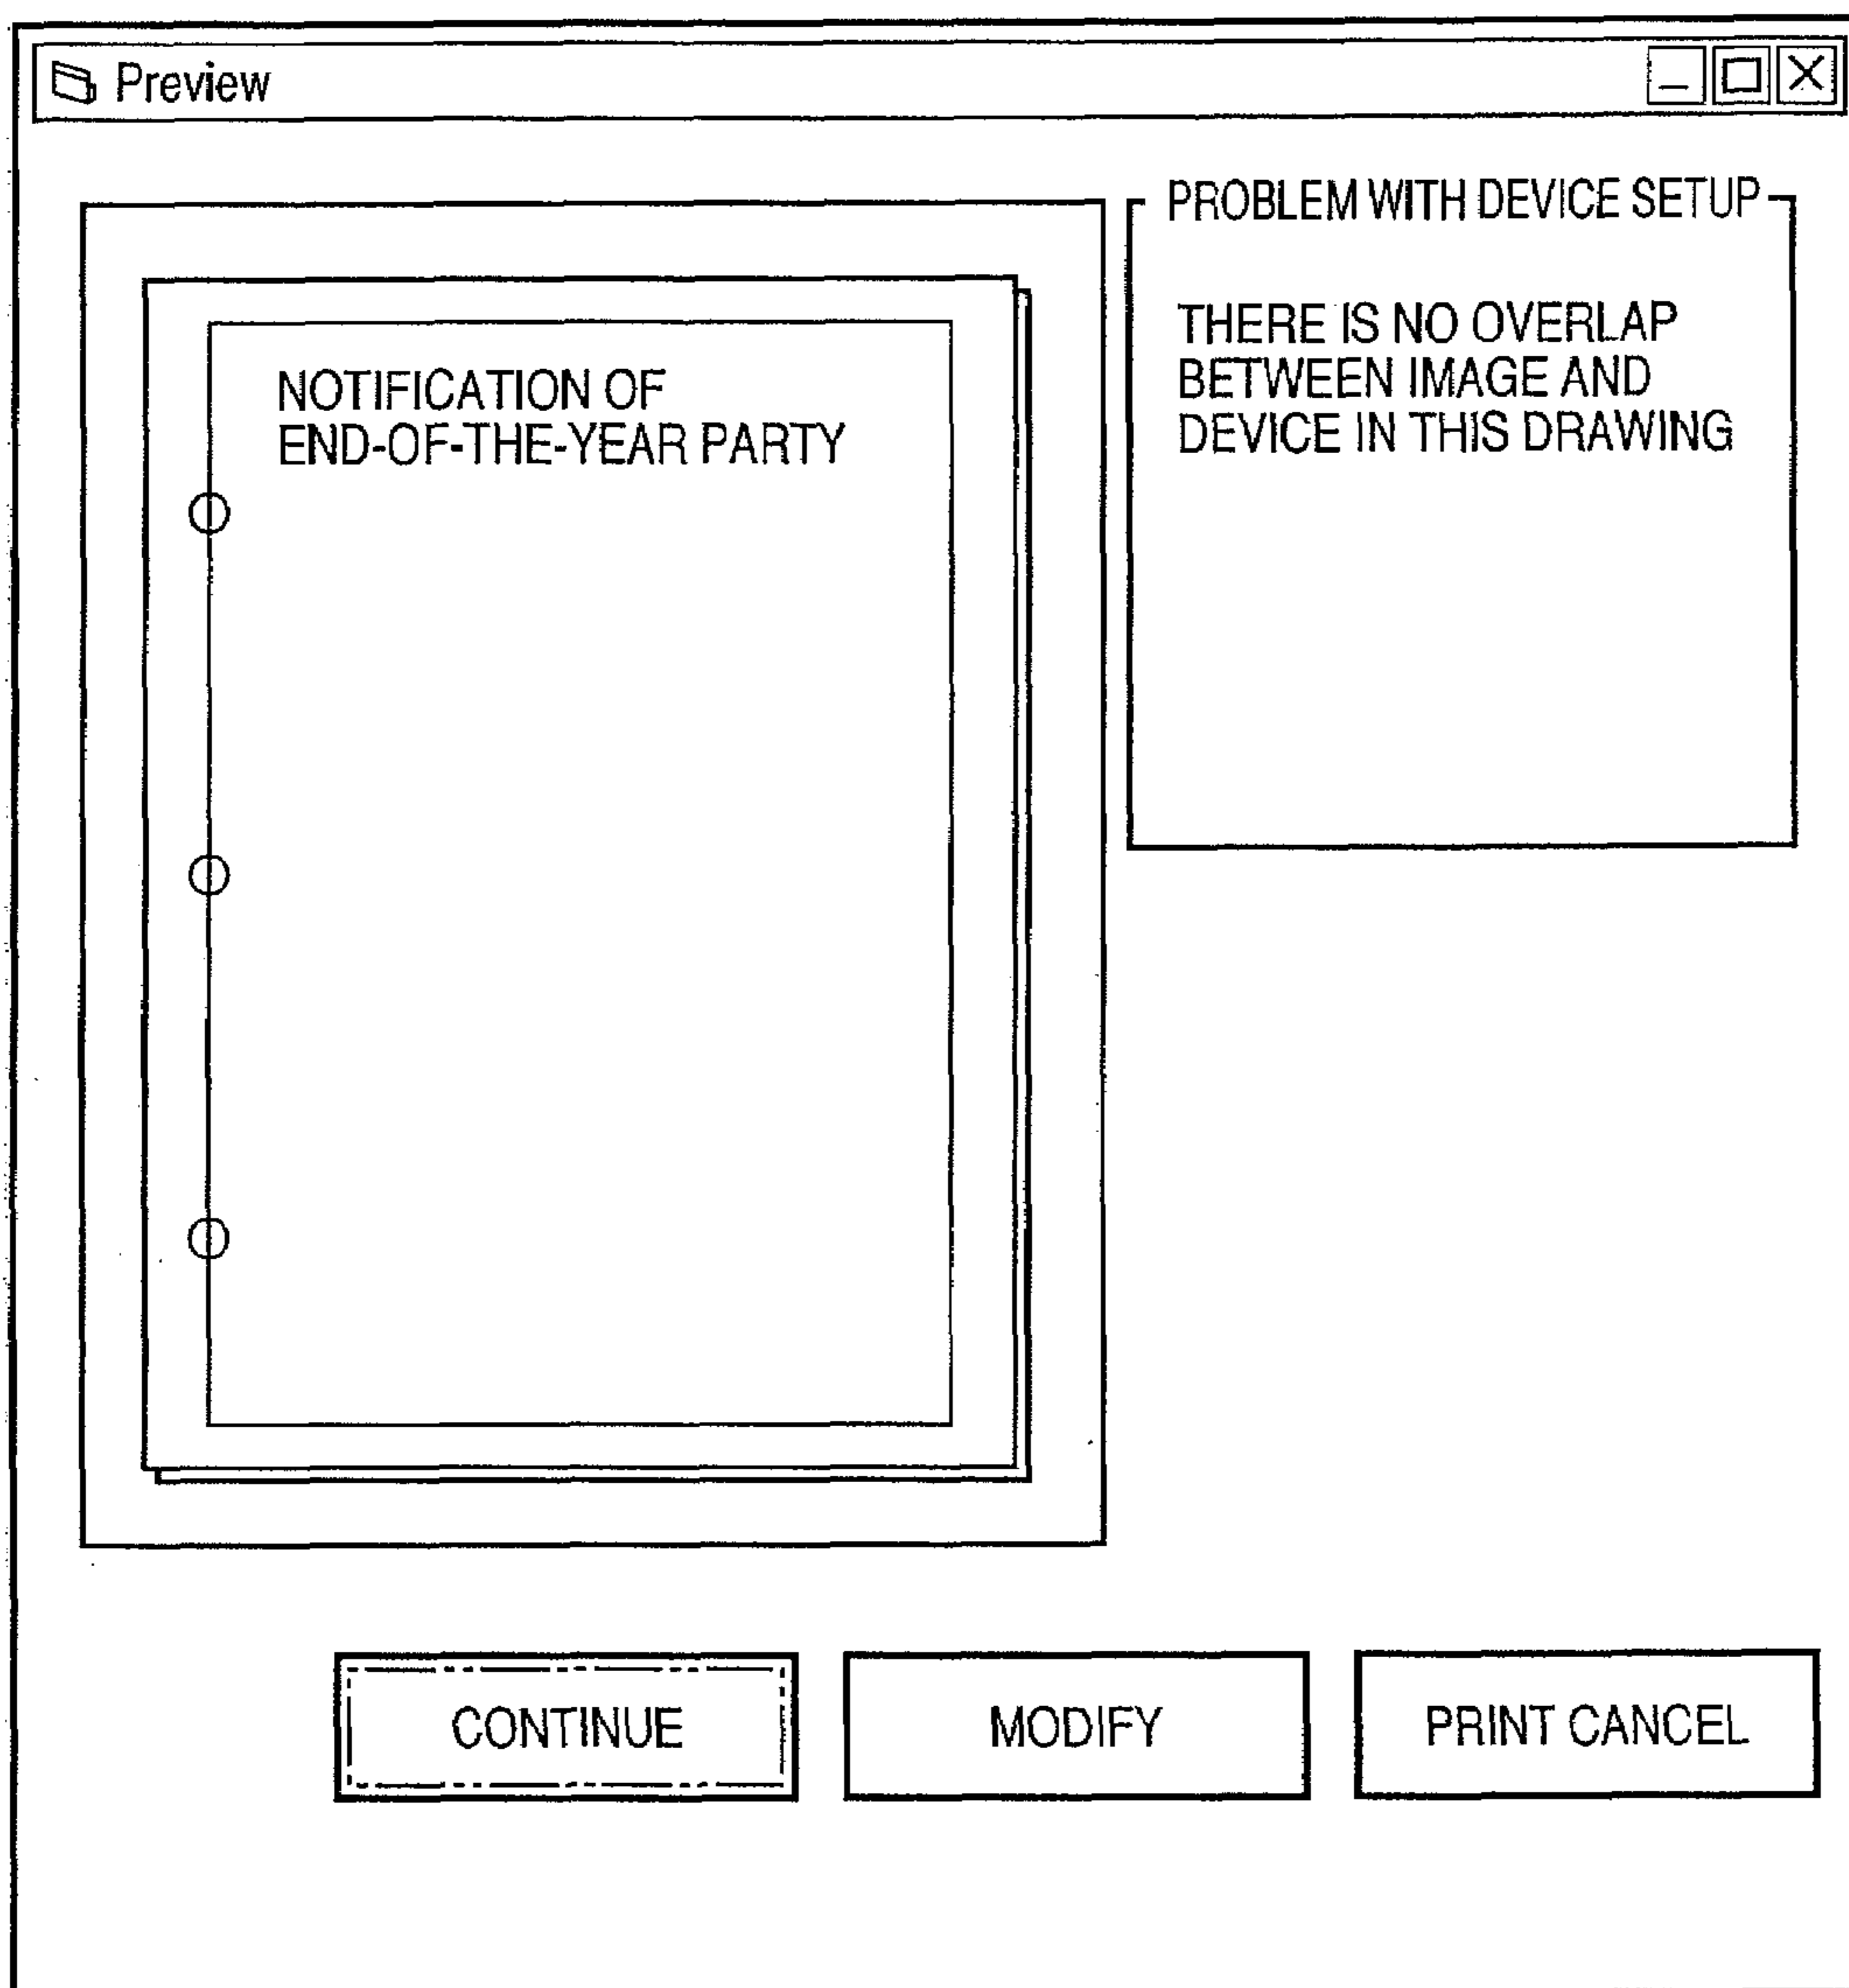 Preview
PROBLEM WITH DEVICE SETUP
THERE IS NO OVERLAP
BETWEEN IMAGE AND
DEVICE IN THIS DRAWING
NOTIFICATION OF
END-OF-THE-YEAR PARTY
CONTINUE
MODIFY
PRINT CANCEL